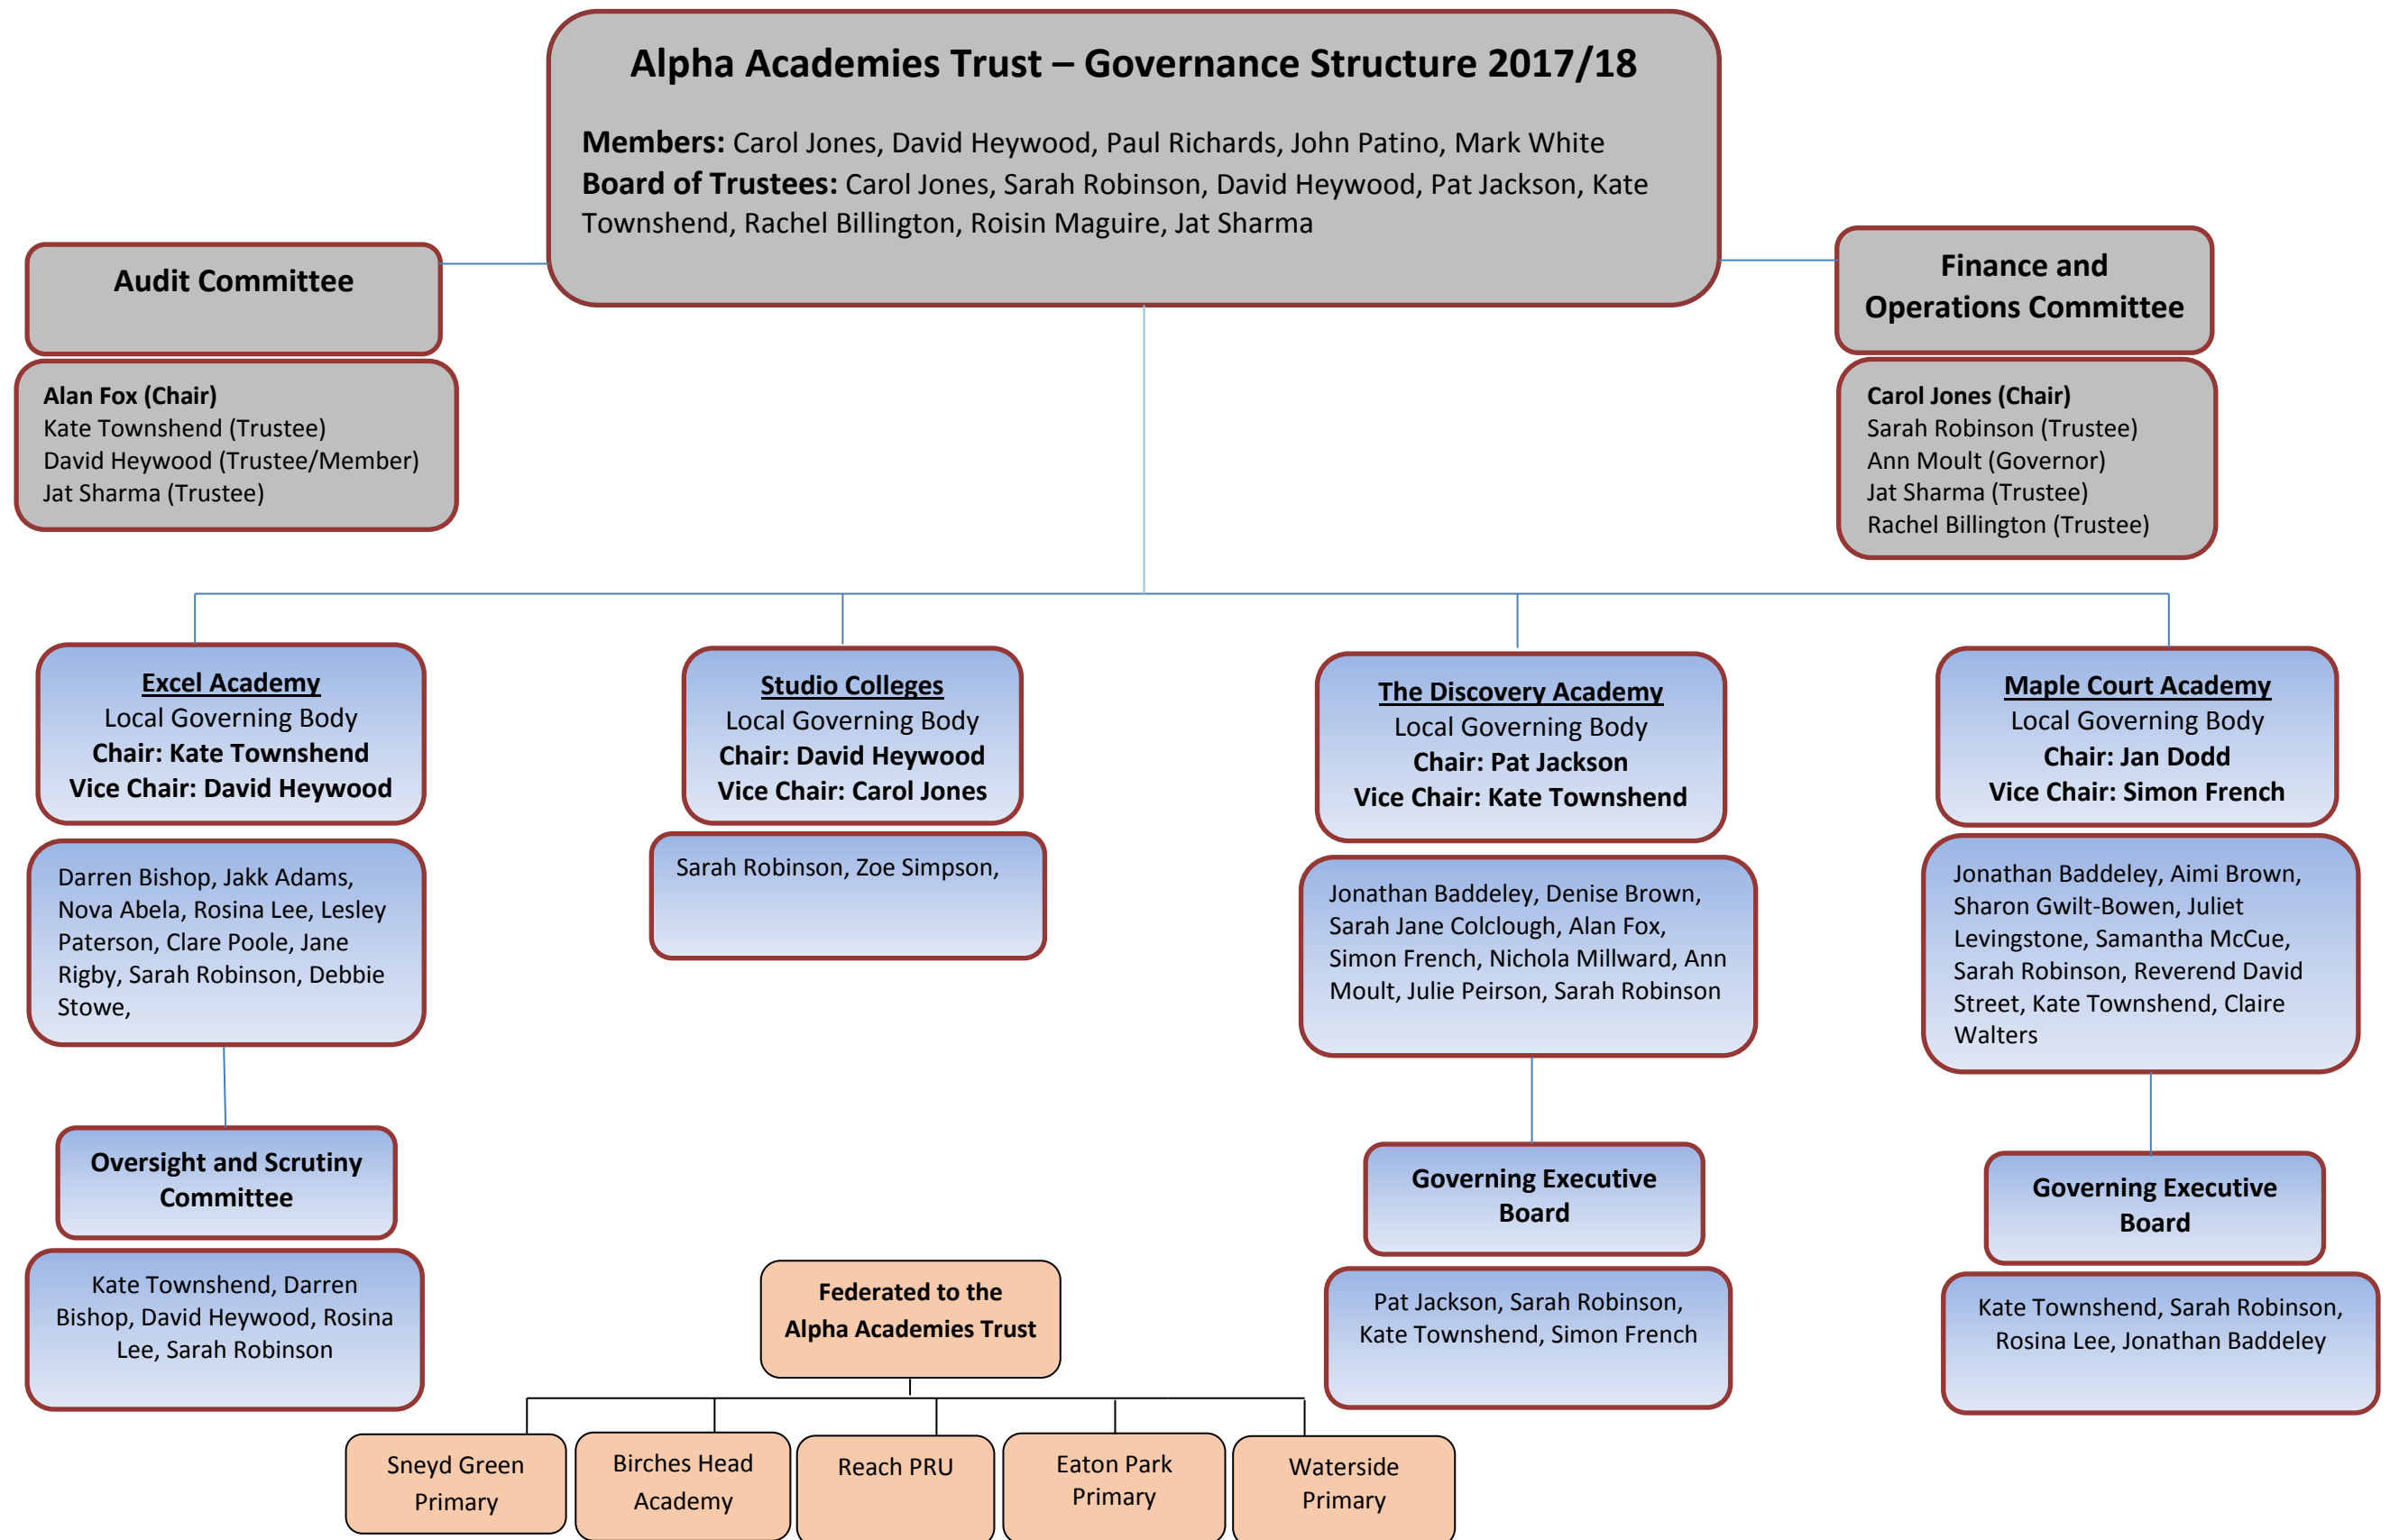 Alpha Academies Trust – Governance Structure 2017/18
Members: Carol Jones, David Heywood, Paul Richards, John Patino, Mark White
Board of Trustees: Carol Jones, Sarah Robinson, David Heywood, Pat Jackson, Kate
Townshend, Rachel Billington, Roisin Maguire, Jat Sharma
Audit Committee
Alan Fox (Chair)
Kate Townshend (Trustee)
David Heywood (Trustee/Member)
Jat Sharma (Trustee)
Finance and
Operations Committee
Carol Jones (Chair)
Sarah Robinson (Trustee)
Ann Moult (Governor)
Jat Sharma (Trustee)
Rachel Billington (Trustee)
Excel Academy
Local Governing Body
Chair: Kate Townshend
Vice Chair: David Heywood
Darren Bishop, Jakk Adams,
Nova Abela, Rosina Lee, Lesley
Paterson, Clare Poole, Jane
Rigby, Sarah Robinson, Debbie
Stowe,
Oversight and Scrutiny
Committee
Kate Townshend, Darren
Bishop, David Heywood, Rosina
Lee, Sarah Robinson
Studio Colleges
Local Governing Body
Chair: David Heywood
Vice Chair: Carol Jones
Sarah Robinson, Zoe Simpson,
The Discovery Academy
Local Governing Body
Chair: Pat Jackson
Vice Chair: Kate Townshend
Jonathan Baddeley, Denise Brown,
Sarah Jane Colclough, Alan Fox,
Simon French, Nichola Millward, Ann
Moult, Julie Peirson, Sarah Robinson
Governing Executive
Board
Pat Jackson, Sarah Robinson,
Kate Townshend, Simon French
Maple Court Academy
Local Governing Body
Chair: Jan Dodd
Vice Chair: Simon French
Jonathan Baddeley, Aimi Brown,
Sharon Gwilt-Bowen, Juliet
Levingstone, Samantha McCue,
Sarah Robinson, Reverend David
Street, Kate Townshend, Claire
Walters
Governing Executive
Board
Kate Townshend, Sarah Robinson,
Rosina Lee, Jonathan Baddeley
Federated to the
Alpha Academies Trust
Sneyd Green
Primary
Birches Head
Academy
Reach PRU
Eaton Park
Primary
Waterside
Primary